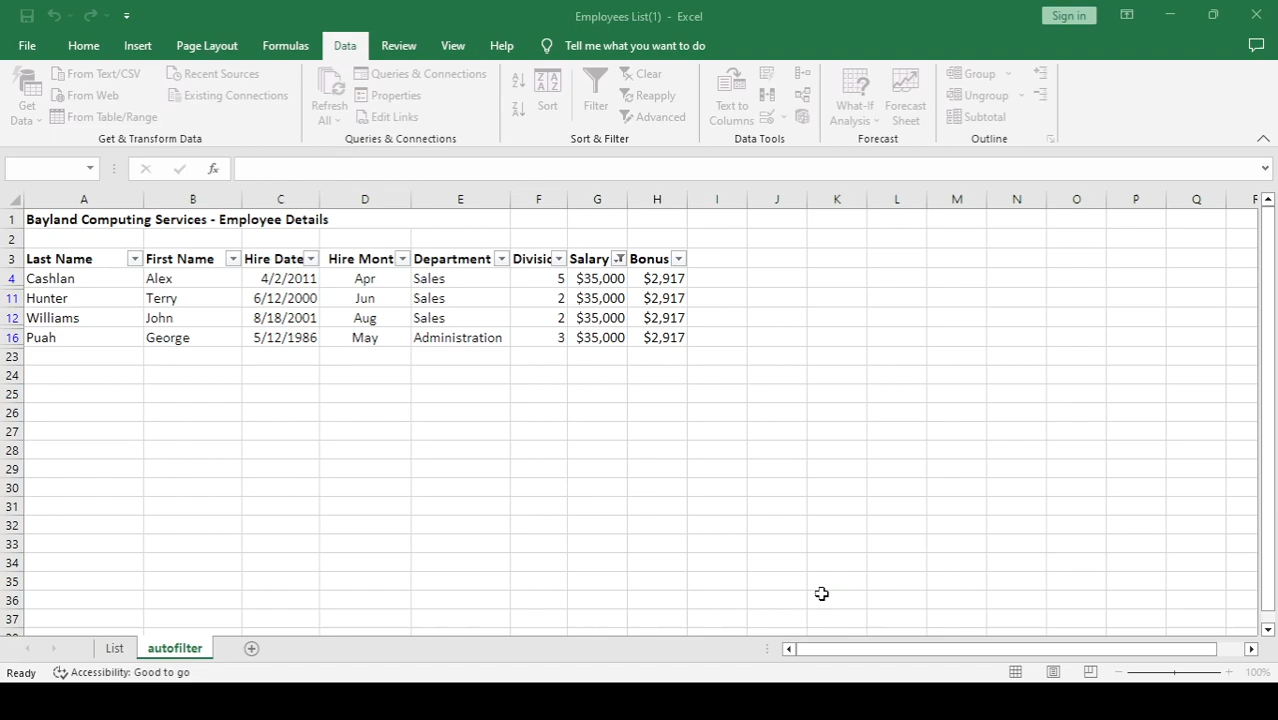 Employees List(1) - Excel
Sign in
File Home Insert Page Layout Formulas Data Review View Help Tell me what you want to do
Get Data
From Text/CSV
From Web
From Table/Range
Recent Sources
Existing Connections
Get & Transform Data
Refresh All
Queries & Connections
Properties
Edit Links
Queries & Connections
Sort
Filter
Clear
Reapply
Advanced
Sort & Filter
Text to Columns
Data Tools
What-If Analysis
Forecast Sheet
Forecast
Group
Ungroup
Subtotal
Outline
fx
A B C D E F G H I J K L M N O P Q
1 Bayland Computing Services - Employee Details
2
3 Last Name First Name Hire Date Hire Mont Department Divisic Salary Bonus
4 Cashlan Alex 4/2/2011 Apr Sales 5 $35,000 $2,917
11 Hunter Terry 6/12/2000 Jun Sales 2 $35,000 $2,917
12 Williams John 8/18/2001 Aug Sales 2 $35,000 $2,917
16 Puah George 5/12/1986 May Administration 3 $35,000 $2,917
23
24
25
26
27
28
29
30
31
32
33
34
35
36
37
List autofilter
Ready Accessibility: Good to go 100%